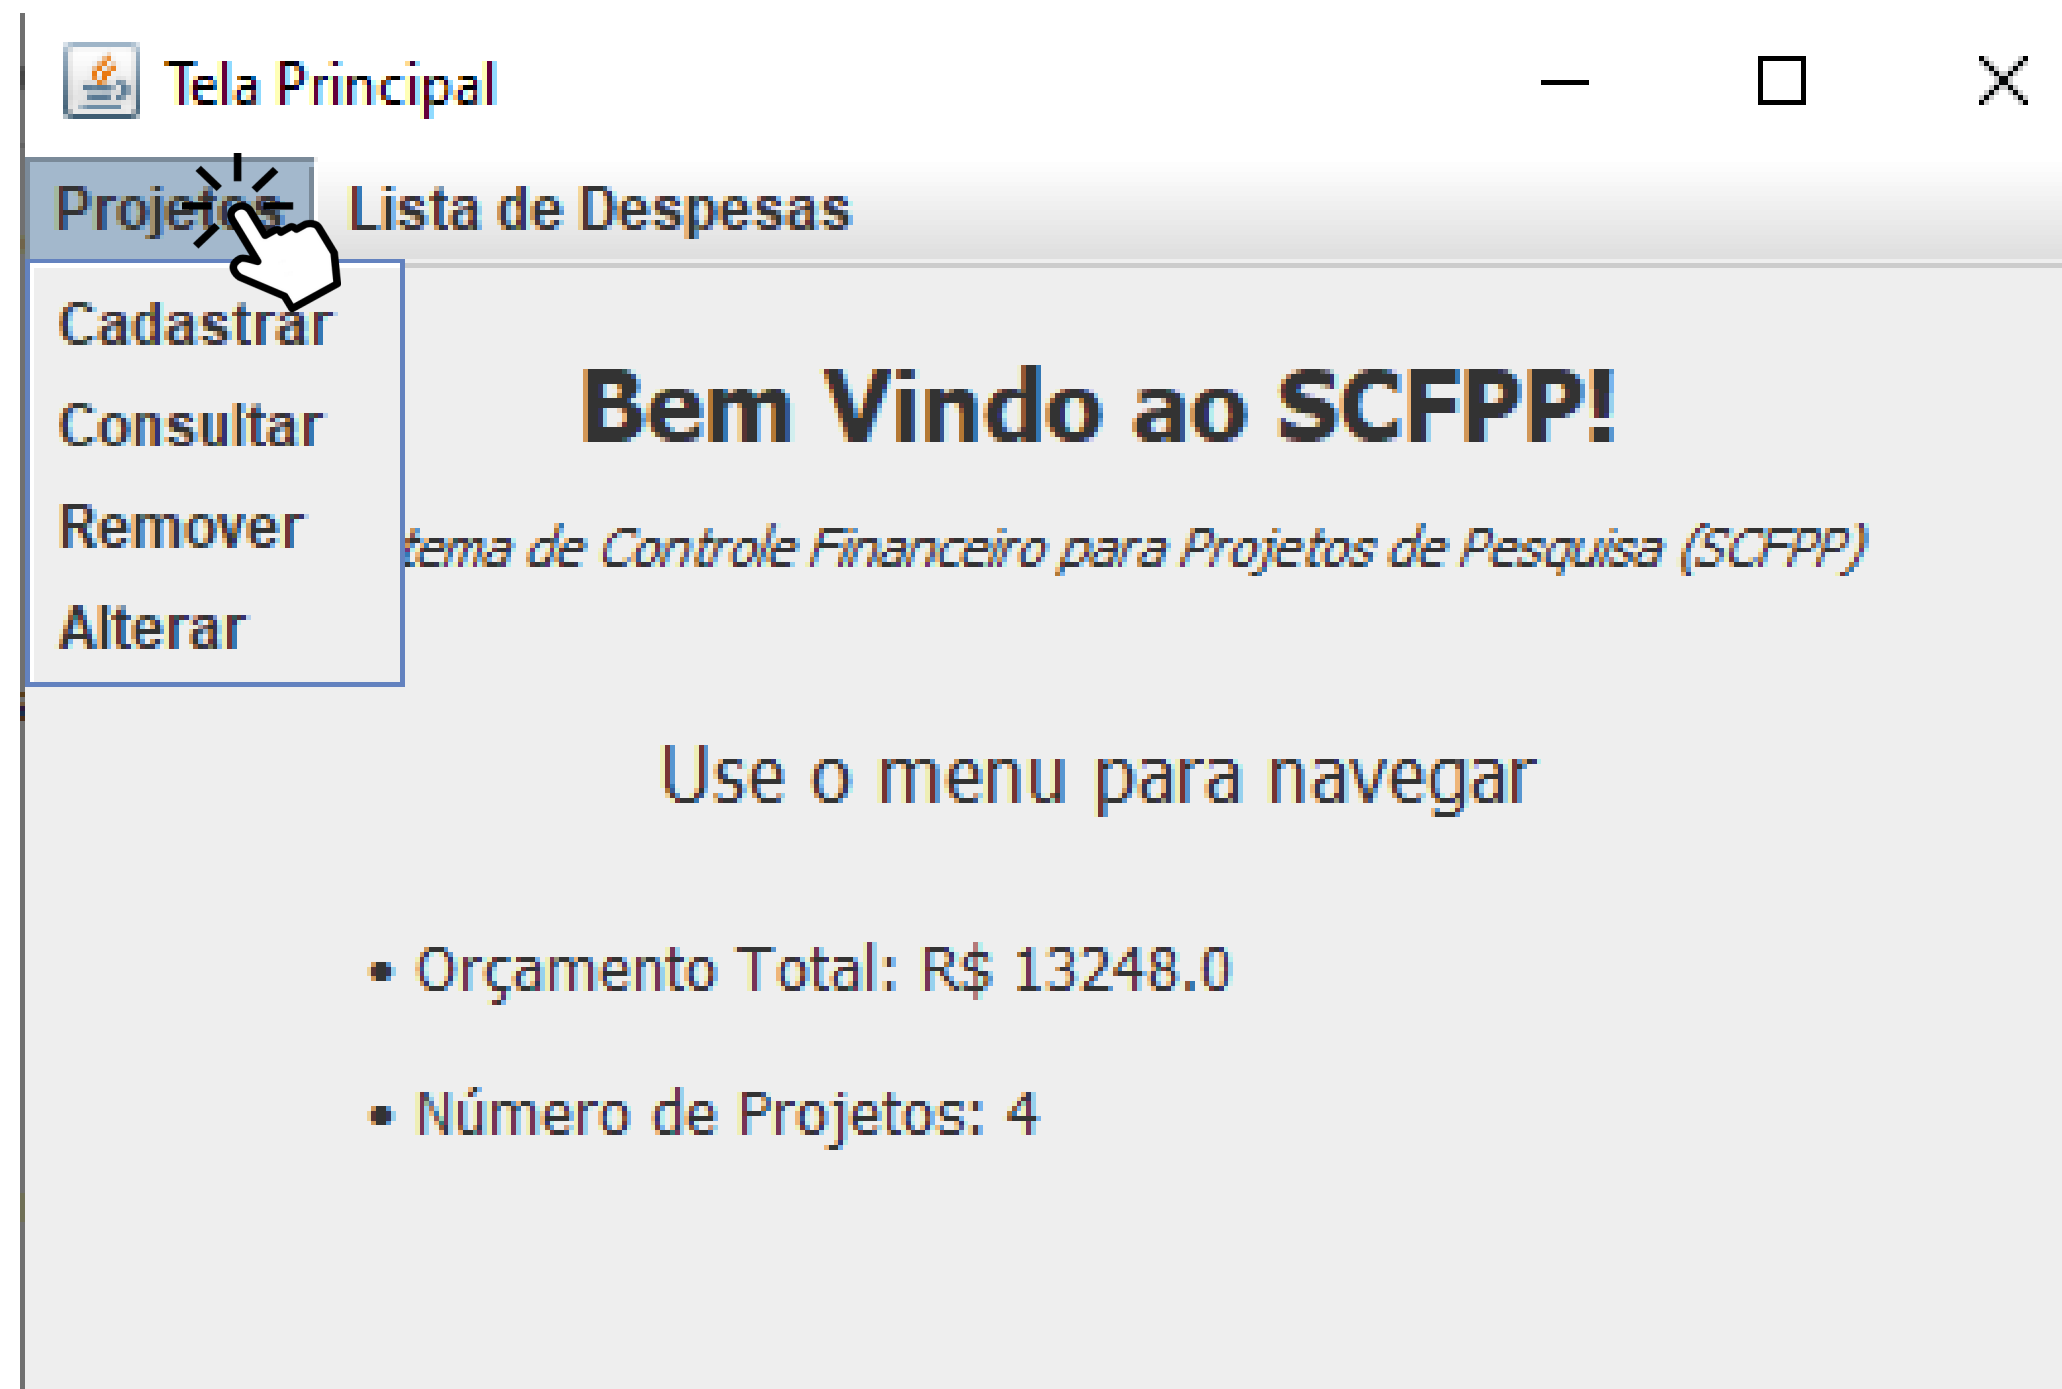 Tela Principal
Projetos Lista de Despesas
Cadastrar
Consultar
Remover
Alterar
Bem Vindo ao SCFPP!
tema de Controle Financeiro para Projetos de Pesquisa (SCFPP)
Use o menu para navegar
• Orçamento Total: R$ 13248.0
• Número de Projetos: 4